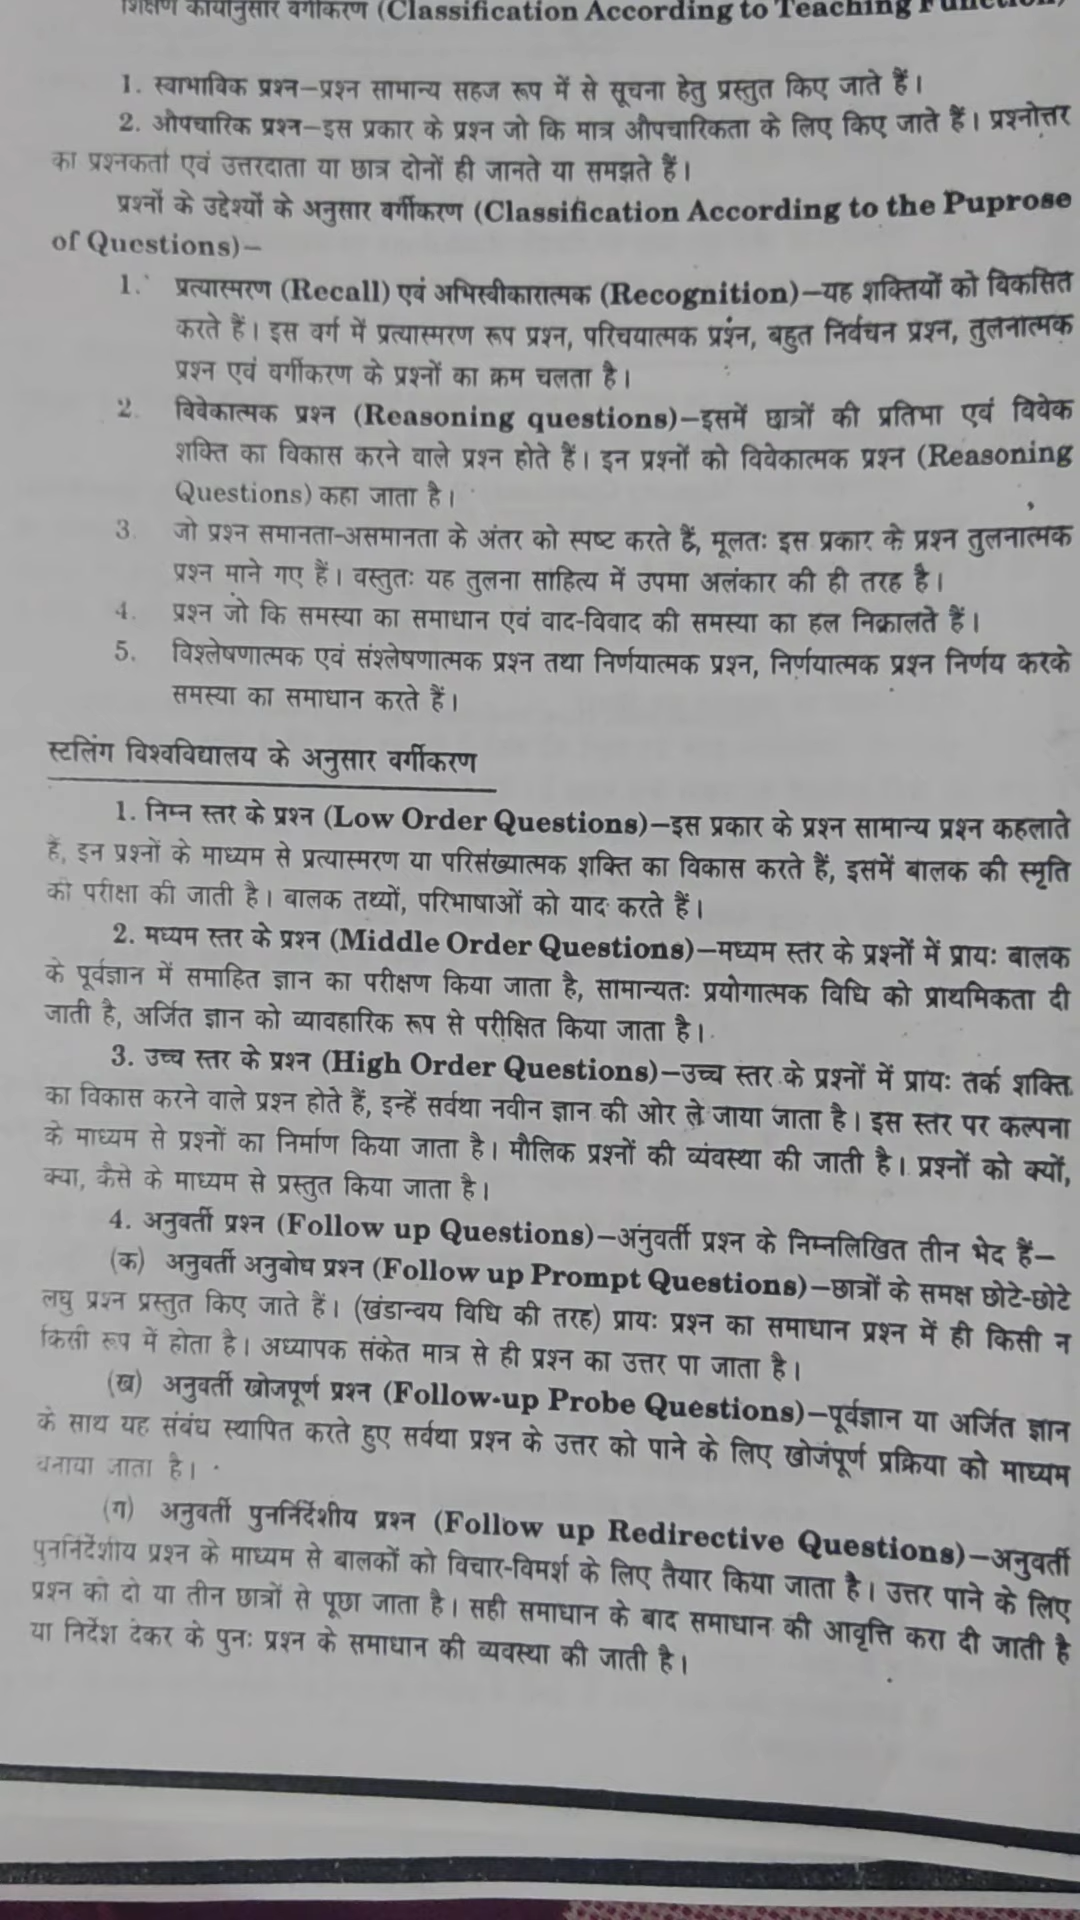 शिक्षण कार्यानुसार वर्गीकरण (Classification According to Teaching Function)
1. स्वाभाविक प्रश्न–प्रश्न सामान्य सहज रूप में से सूचना हेतु प्रस्तुत किए जाते हैं।
2. औपचारिक प्रश्न–इस प्रकार के प्रश्न जो कि मात्र औपचारिकता के लिए किए जाते हैं। प्रश्नोत्तर
का प्रश्नकर्ता एवं उत्तरदाता या छात्र दोनों ही जानते या समझते हैं।
प्रश्नों के उद्देश्यों के अनुसार वर्गीकरण (Classification According to the Puprose
of Questions)–
1. प्रत्यास्मरण (Recall) एवं अभिस्वीकारात्मक (Recognition)–यह शक्तियों को विकसित
करते हैं। इस वर्ग में प्रत्यास्मरण रूप प्रश्न, परिचयात्मक प्रश्न, बहुत निर्वचन प्रश्न, तुलनात्मक
प्रश्न एवं वर्गीकरण के प्रश्नों का क्रम चलता है।
2. विवेकात्मक प्रश्न (Reasoning questions)–इसमें छात्रों की प्रतिभा एवं विवेक
शक्ति का विकास करने वाले प्रश्न होते हैं। इन प्रश्नों को विवेकात्मक प्रश्न (Reasoning
Questions) कहा जाता है।
3. जो प्रश्न समानता-असमानता के अंतर को स्पष्ट करते हैं, मूलतः इस प्रकार के प्रश्न तुलनात्मक
प्रश्न माने गए हैं। वस्तुतः यह तुलना साहित्य में उपमा अलंकार की ही तरह है।
4. प्रश्न जो कि समस्या का समाधान एवं वाद-विवाद की समस्या का हल निकालते हैं।
5. विश्लेषणात्मक एवं संश्लेषणात्मक प्रश्न तथा निर्णयात्मक प्रश्न, निर्णयात्मक प्रश्न निर्णय करके
समस्या का समाधान करते हैं।
स्टलिंग विश्वविद्यालय के अनुसार वर्गीकरण
1. निम्न स्तर के प्रश्न (Low Order Questions)–इस प्रकार के प्रश्न सामान्य प्रश्न कहलाते
हैं, इन प्रश्नों के माध्यम से प्रत्यास्मरण या परिसंख्यात्मक शक्ति का विकास करते हैं, इसमें बालक की स्मृति
की परीक्षा की जाती है। बालक तथ्यों, परिभाषाओं को याद करते हैं।
2. मध्यम स्तर के प्रश्न (Middle Order Questions)–मध्यम स्तर के प्रश्नों में प्रायः बालक
के पूर्वज्ञान में समाहित ज्ञान का परीक्षण किया जाता है, सामान्यतः प्रयोगात्मक विधि को प्राथमिकता दी
जाती है, अर्जित ज्ञान को व्यावहारिक रूप से परीक्षित किया जाता है।
3. उच्च स्तर के प्रश्न (High Order Questions)–उच्च स्तर के प्रश्नों में प्रायः तर्क शक्ति
का विकास करने वाले प्रश्न होते हैं, इन्हें सर्वथा नवीन ज्ञान की ओर ले जाया जाता है। इस स्तर पर कल्पना
के माध्यम से प्रश्नों का निर्माण किया जाता है। मौलिक प्रश्नों की व्यंवस्था की जाती है। प्रश्नों को क्यों,
क्या, कैसे के माध्यम से प्रस्तुत किया जाता है।
4. अनुवर्ती प्रश्न (Follow up Questions)–अंनुवर्ती प्रश्न के निम्नलिखित तीन भेद हैं–
(क) अनुवर्ती अनुबोध प्रश्न (Follow up Prompt Questions)–छात्रों के समक्ष छोटे-छोटे
लघु प्रश्न प्रस्तुत किए जाते हैं। (खंडान्वय विधि की तरह) प्रायः प्रश्न का समाधान प्रश्न में ही किसी न
किसी रूप में होता है। अध्यापक संकेत मात्र से ही प्रश्न का उत्तर पा जाता है।
(ख) अनुवर्ती खोजपूर्ण प्रश्न (Follow-up Probe Questions)–पूर्वज्ञान या अर्जित ज्ञान
के साथ यह संबंध स्थापित करते हुए सर्वथा प्रश्न के उत्तर को पाने के लिए खोजंपूर्ण प्रक्रिया को माध्यम
बनाया जाता है।
(ग) अनुवर्ती पुनर्निर्देशीय प्रश्न (Follow up Redirective Questions)–अनुवर्ती
पुनर्निर्देशीय प्रश्न के माध्यम से बालकों को विचार-विमर्श के लिए तैयार किया जाता है। उत्तर पाने के लिए
प्रश्न को दो या तीन छात्रों से पूछा जाता है। सही समाधान के बाद समाधान की आवृत्ति करा दी जाती है
या निर्देश देकर के पुनः प्रश्न के समाधान की व्यवस्था की जाती है।